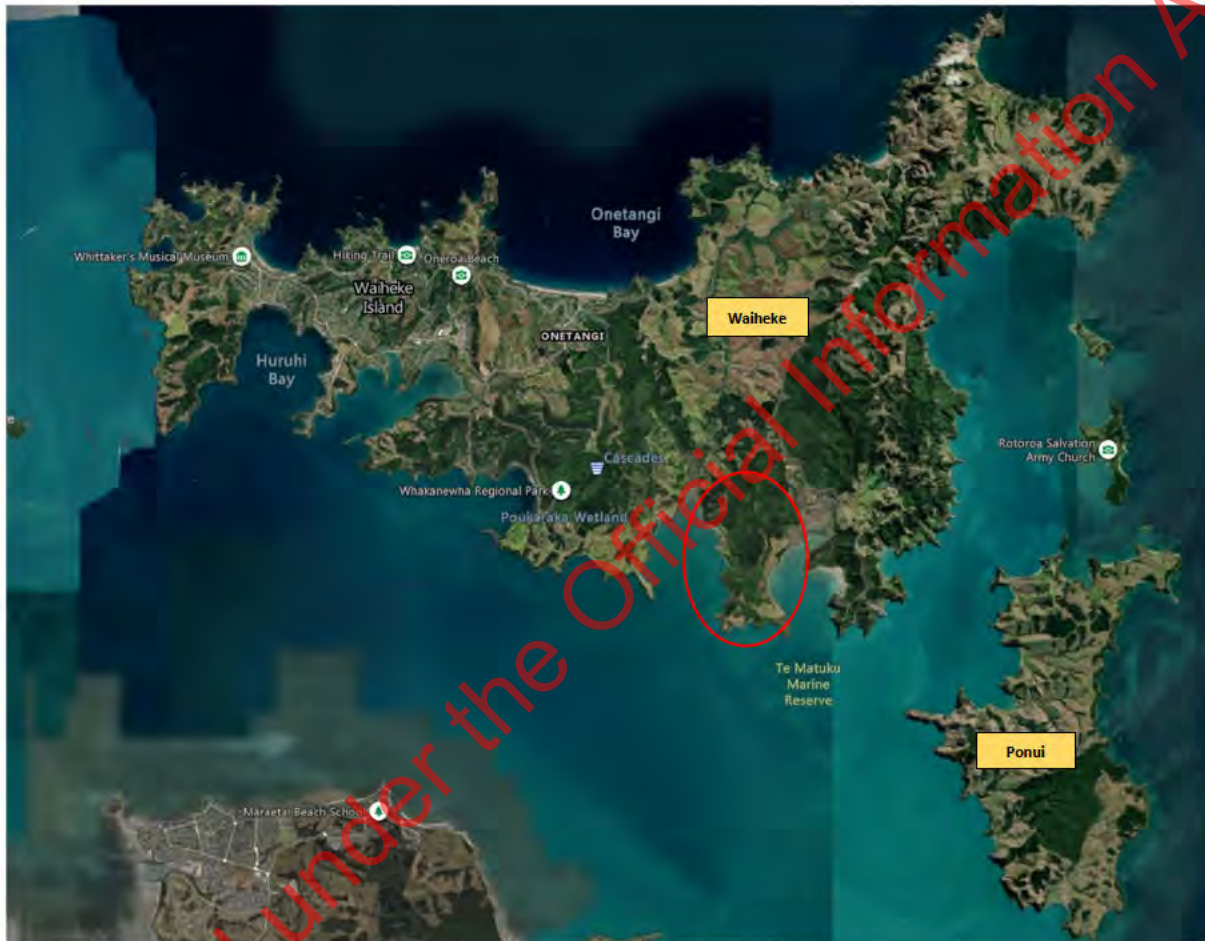 Onetangi
Bay
Whittaker's Musical Museum
Hiking Trail
Oneroa Beach
Waiheke
Island
Waiheke
ONETANGI
Huruhi
Bay
Cascades
Rotoroa Salvation
Army Church
Whakanewha Regional Park
Poukaraka Wetland
Te Matuku
Marine
Reserve
Ponui
Maraetai Beach School
under the Official Information A